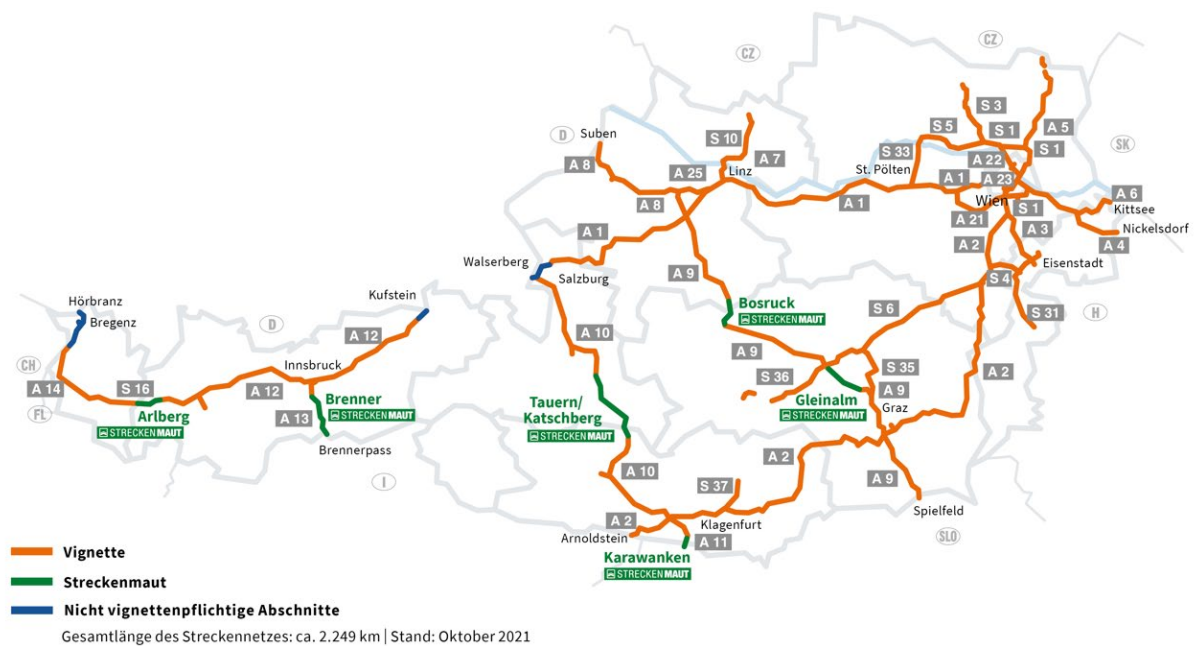 CZ
CZ
S 3
D
Suben
S 10
S 5
S 1
A 5
A 7
S 33
S 1
SK
A 8
A 25
Linz
St. Pölten
A 22
A 1
A 23
A 6
A 8
A 1
Wien
S 1
Kittsee
A 21
A 3
Nickelsdorf
A 1
A 2
A 4
Walserberg
Salzburg
A 9
Eisenstadt
S 4
Hörbranz
Bregenz
Kufstein
Bosruck
STRECKENMAUT
S 6
S 31
H
D
A 12
A 10
A 9
CH
Innsbruck
S 35
A 2
A 14
S 16
A 12
S 36
A 9
FL
Arlberg
STRECKENMAUT
A 13
Brenner
STRECKENMAUT
Tauern/
Katschberg
STRECKENMAUT
Gleinalm
STRECKENMAUT
Graz
Brennerpass
A 2
I
A 10
S 37
A 9
Spielfeld
A 2
Klagenfurt
Arnoldstein
A 11
SLO
Karawanken
STRECKENMAUT
Vignette
Streckenmaut
Nicht vignettenpflichtige Abschnitte
Gesamtlänge des Streckennetzes: ca. 2.249 km | Stand: Oktober 2021